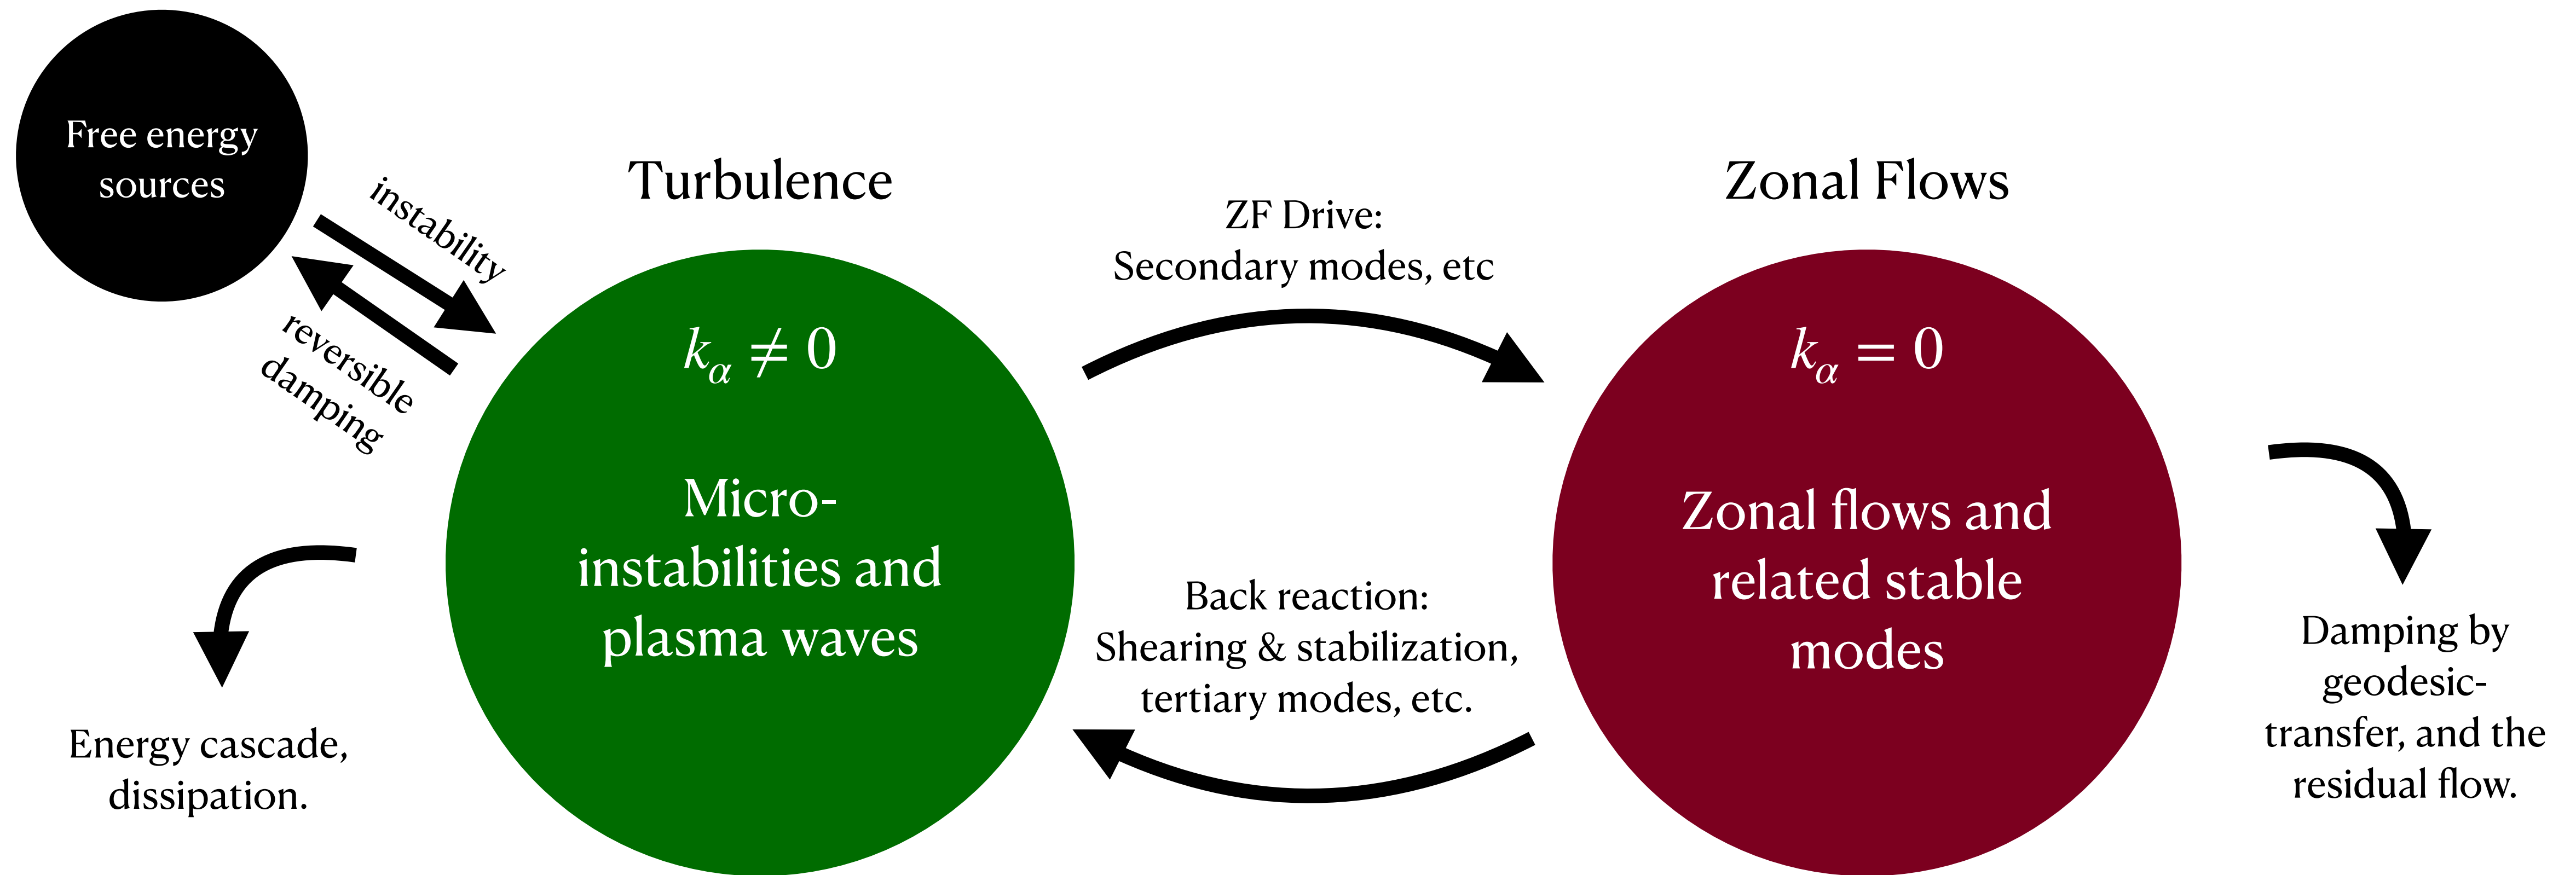 Free energy
sources
instability
reversible
damping
Turbulence
kα ≠ 0
Micro-
instabilities and
plasma waves
Energy cascade,
dissipation.
ZF Drive:
Secondary modes, etc
Back reaction:
Shearing & stabilization,
tertiary modes, etc.
Zonal Flows
kα = 0
Zonal flows and
related stable
modes
Damping by
geodesic-
transfer, and the
residual flow.